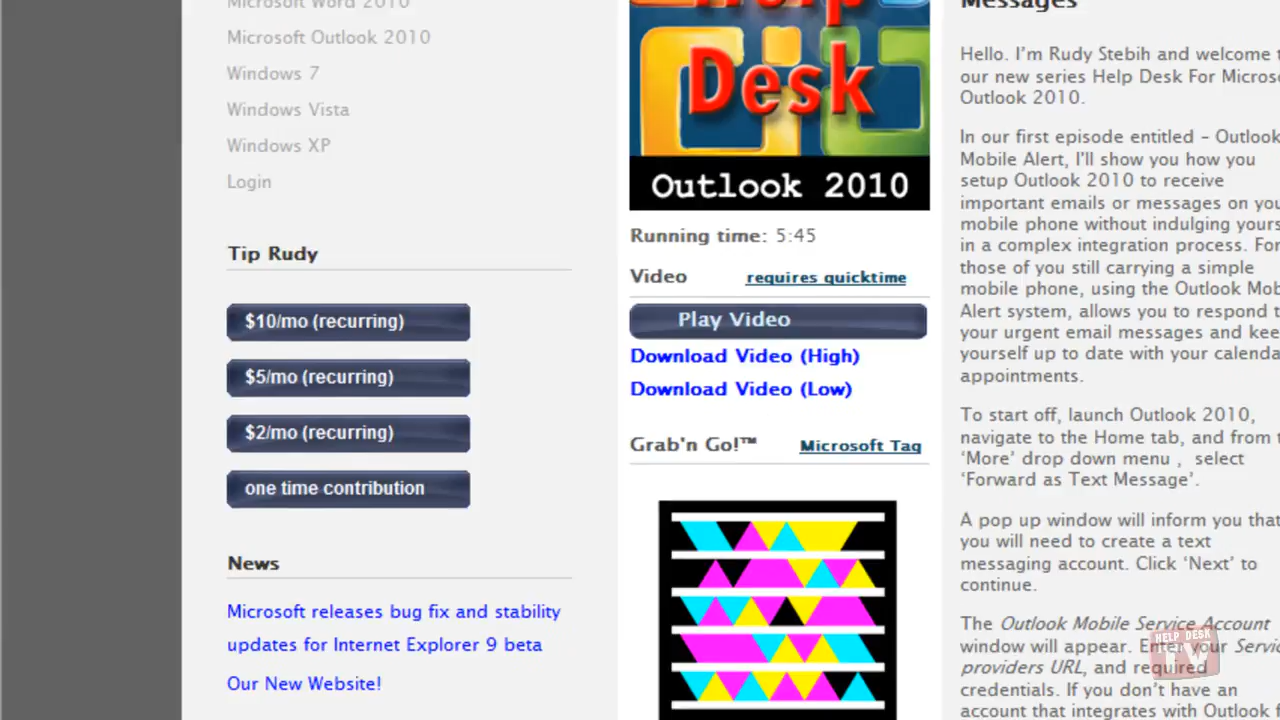 Microsoft Word 2010
Microsoft Outlook 2010
Windows 7
Windows Vista
Windows XP
Login
Tip Rudy
$10/mo (recurring)
$5/mo (recurring)
$2/mo (recurring)
one time contribution
News
Microsoft releases bug fix and stability
updates for Internet Explorer 9 beta
Our New Website!
Help
Desk
Outlook 2010
Running time: 5:45
Video requires quicktime
Play Video
Download Video (High)
Download Video (Low)
Grab'n Go!™ Microsoft Tag
Messages
Hello. I’m Rudy Stebih and welcome
our new series Help Desk For Micros
Outlook 2010.
In our first episode entitled – Outlook
Mobile Alert, I'll show you how you
setup Outlook 2010 to receive
important emails or messages on you
mobile phone without indulging yours
in a complex integration process. For
those of you still carrying a simple
mobile phone, using the Outlook Mob
Alert system, allows you to respond t
your urgent email messages and kee
yourself up to date with your calenda
appointments.
To start off, launch Outlook 2010,
navigate to the Home tab, and from t
‘More’ drop down menu , select
‘Forward as Text Message’.
A pop up window will inform you that
you will need to create a text
messaging account. Click ‘Next’ to
continue.
The Outlook Mobile Service Account
window will appear. Enter your Servic
providers URL, and required
credentials. If you don’t have an
account that integrates with Outlook f
HELP DESK
TV